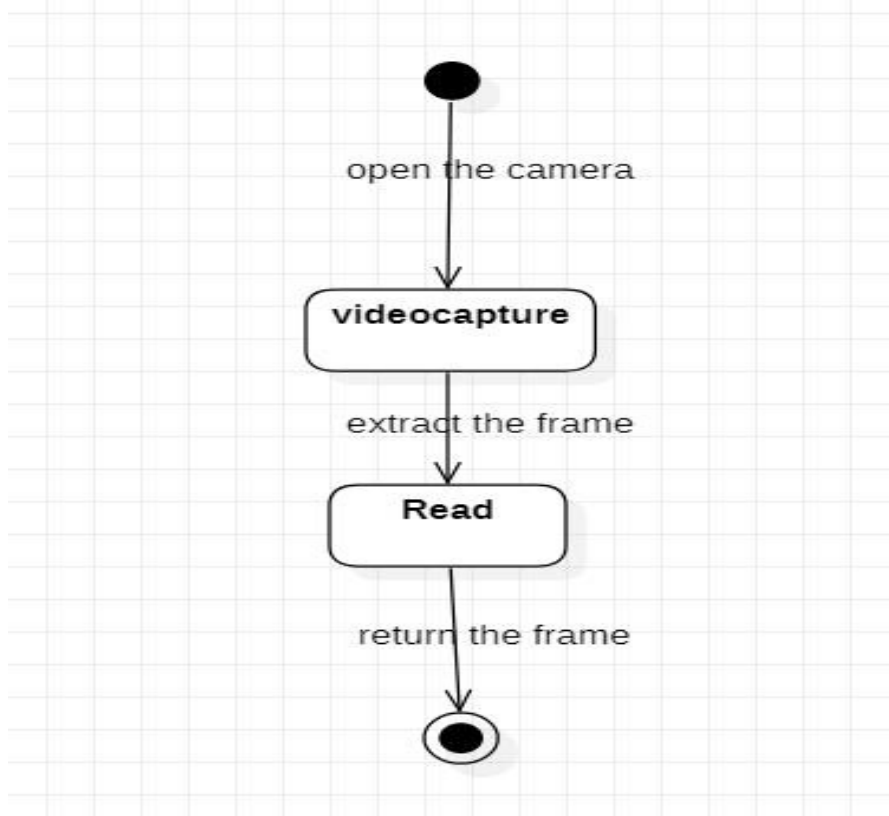 open the camera
videocapture
extract the frame
Read
return the frame